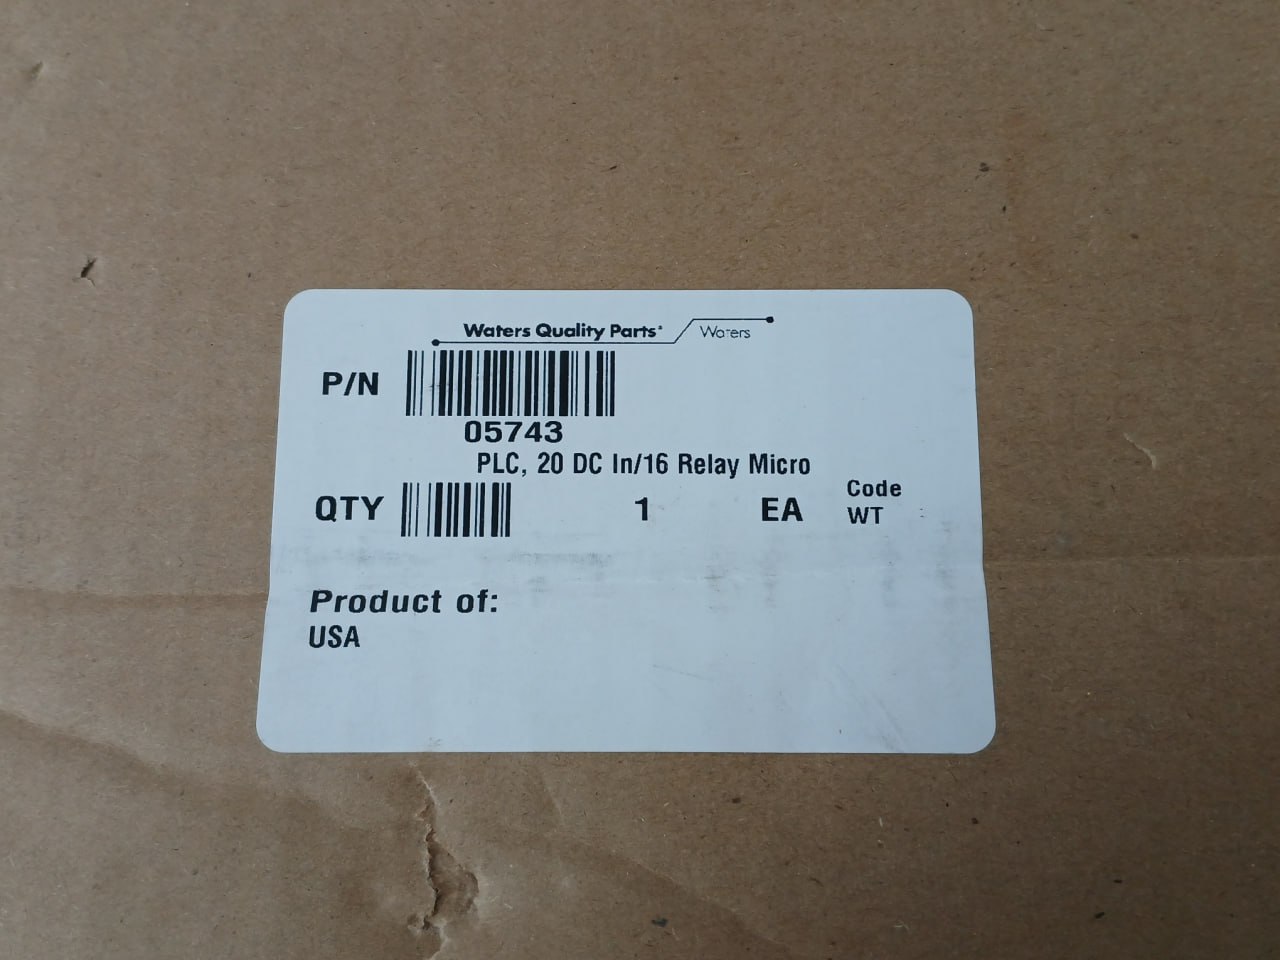 Waters Quality Parts® Waters
P/N
05743
PLC, 20 DC In/16 Relay Micro
QTY 1 EA Code
WT
Product of:
USA